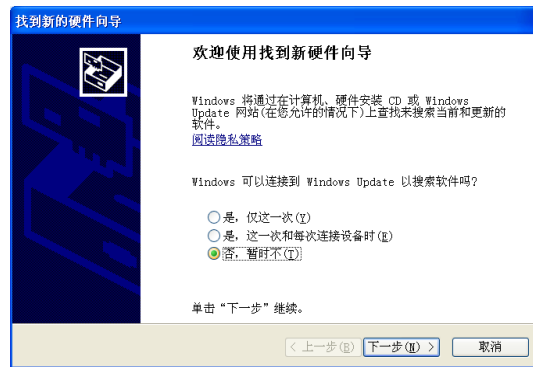 找到新的硬件向导
欢迎使用找到新硬件向导
Windows 将通过在计算机、硬件安装 CD 或 Windows
Update 网站(在您允许的情况下)上查找来搜索当前和更新的
软件。
阅读隐私策略
Windows 可以连接到 Windows Update 以搜索软件吗?
是，仅这一次(Y)
是，这一次和每次连接设备时(E)
否，暂时不(T)
单击“下一步”继续。
< 上一步(B) 下一步(N) > 取消